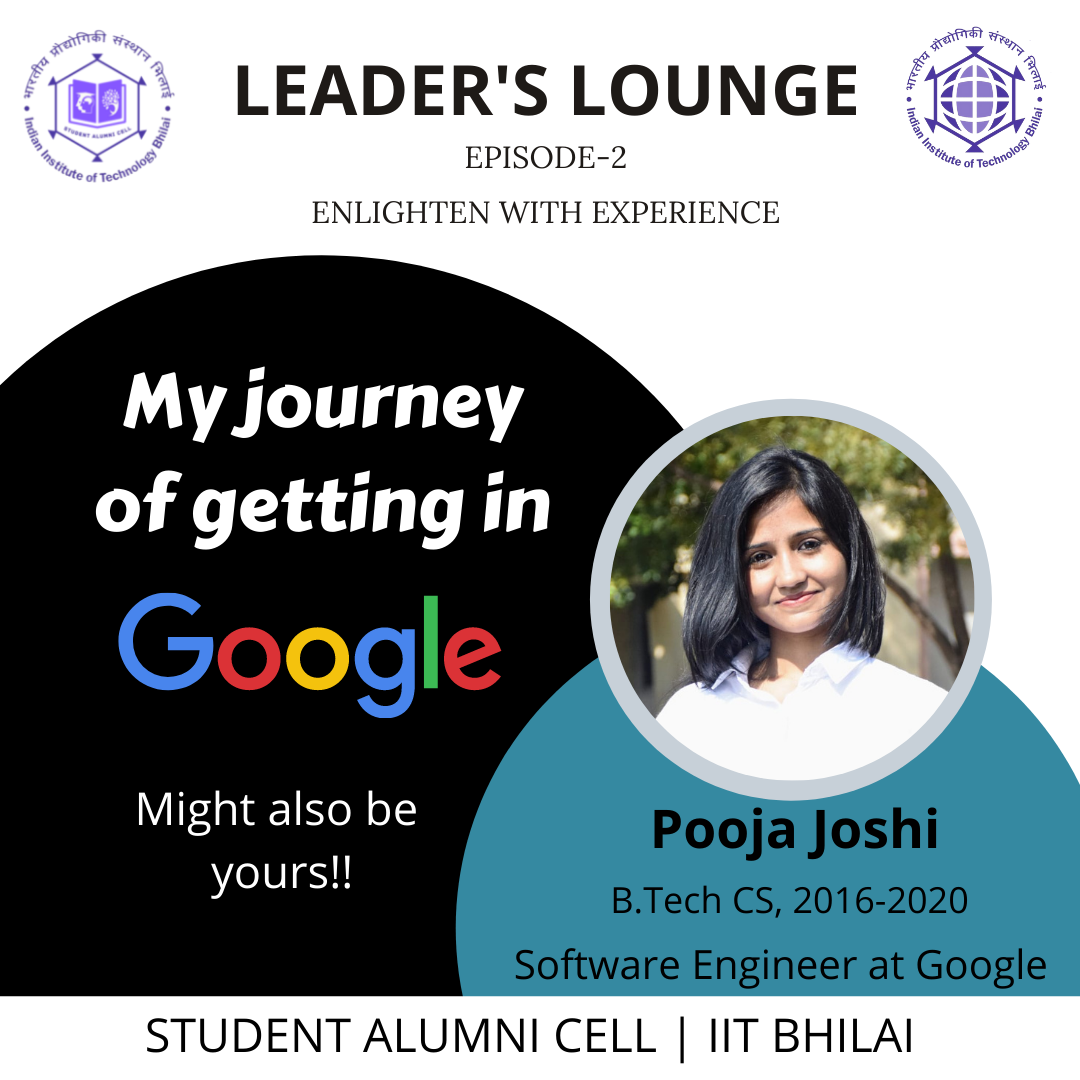 भारतीय प्रौद्योगिकी संस्थान भिलाई
STUDENT ALUMNI CELL
Indian Institute of Technology Bhilai
LEADER'S LOUNGE
EPISODE-2
ENLIGHTEN WITH EXPERIENCE
भारतीय प्रौद्योगिकी संस्थान भिलाई
Indian Institute of Technology Bhilai
My journey
of getting in
Google
Might also be
yours!!
Pooja Joshi
B.Tech CS, 2016-2020
Software Engineer at Google
STUDENT ALUMNI CELL | IIT BHILAI